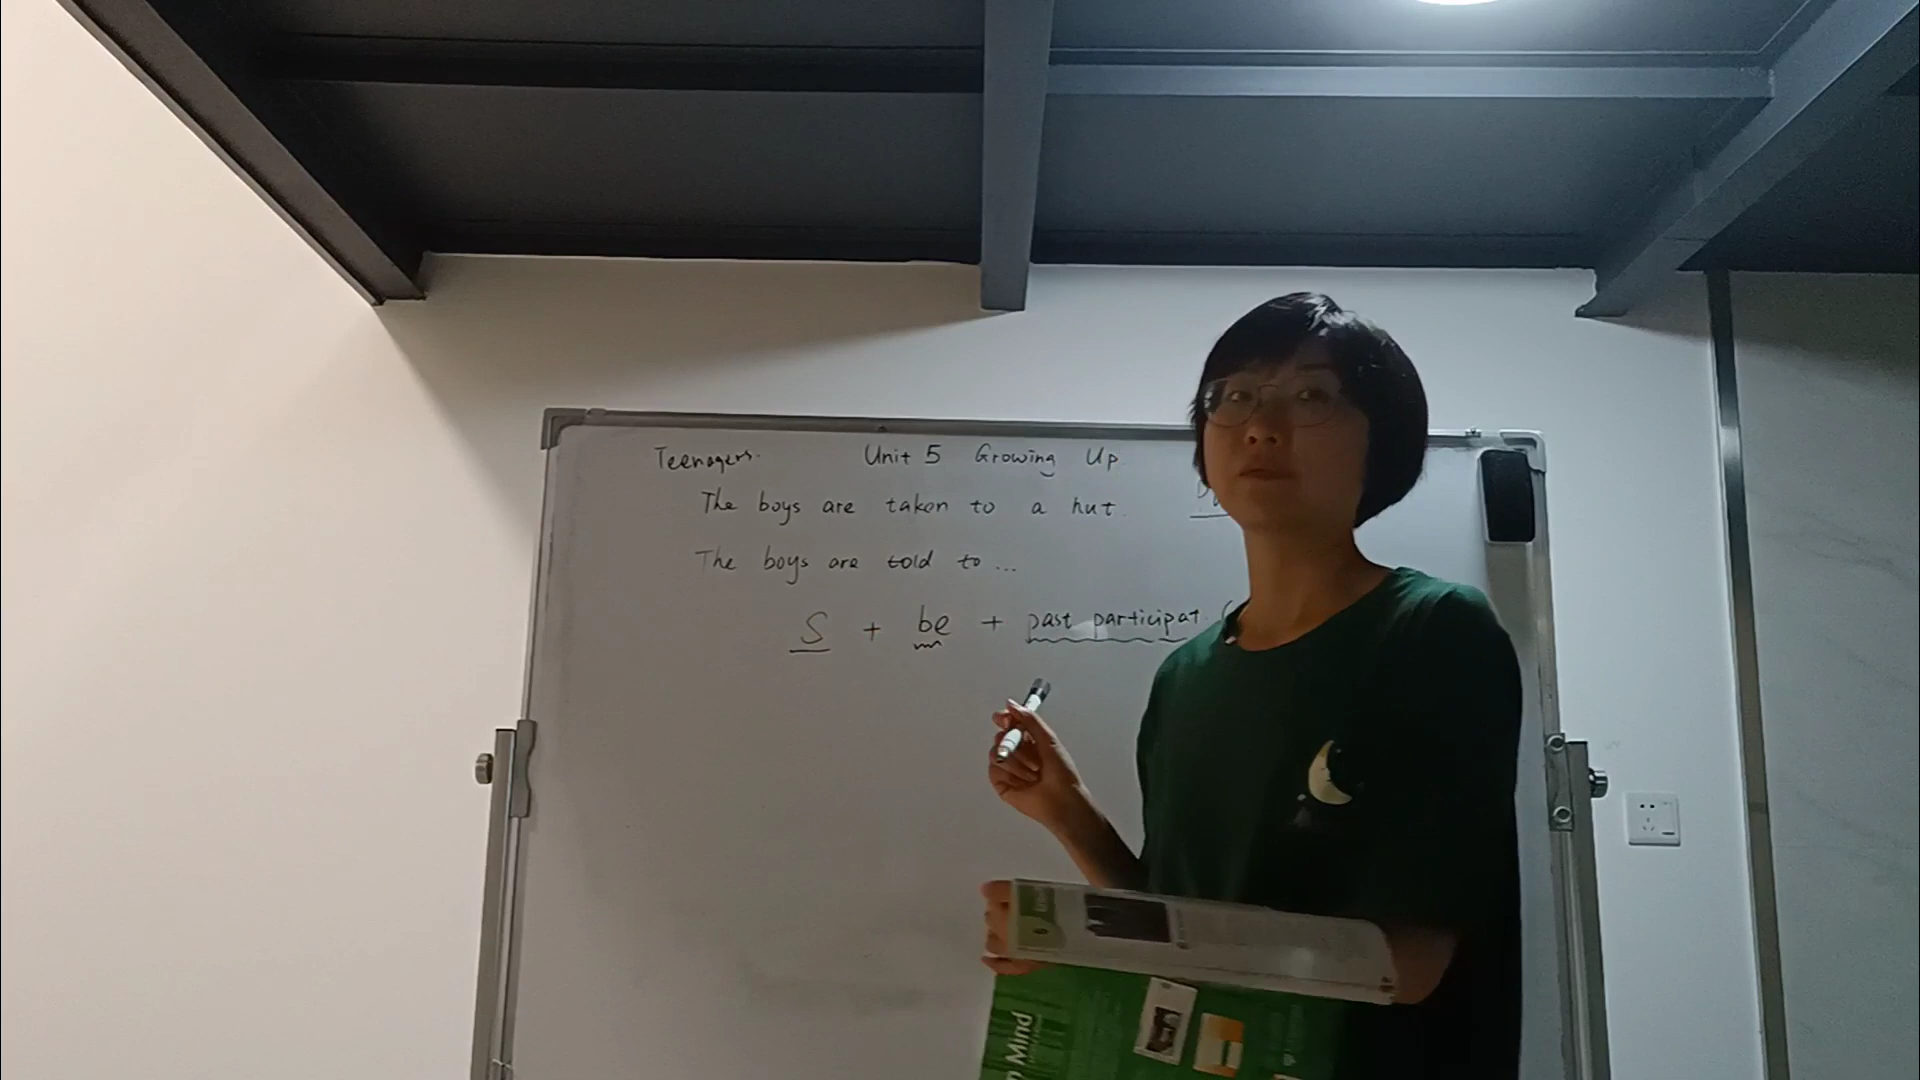 Teenagers. Unit 5 Growing Up
The boys are taken to a hut.
The boys are told to ...
S + be + past participat. (
Mind